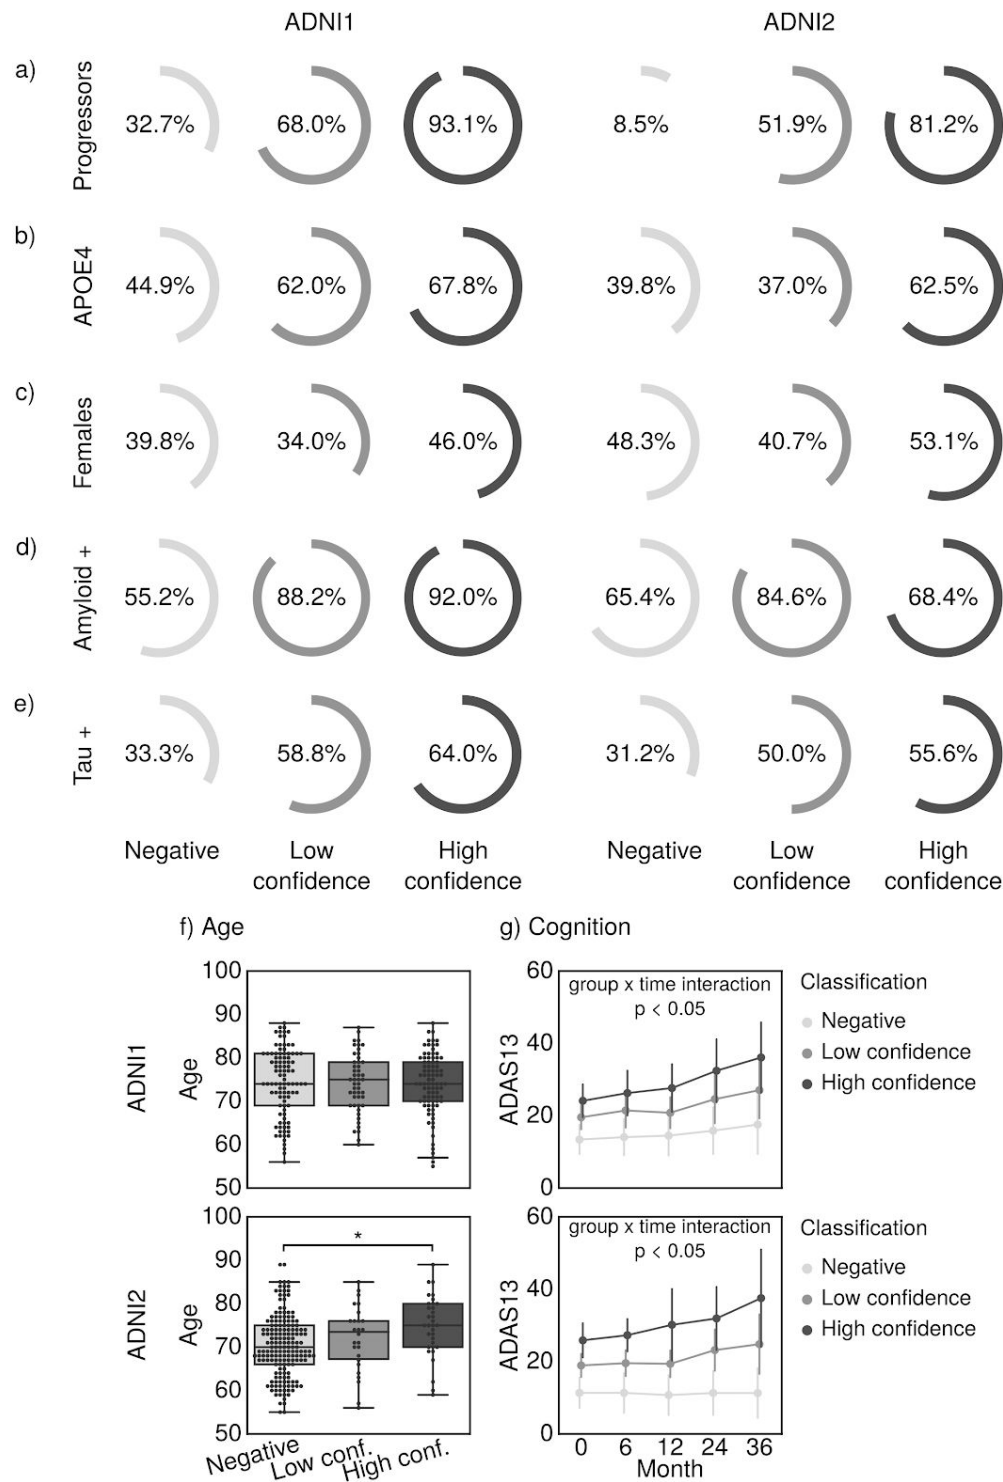 ADNI1 ADNI2
a) Progressors 32.7% 68.0% 93.1% 8.5% 51.9% 81.2%
b) APOE4 44.9% 62.0% 67.8% 39.8% 37.0% 62.5%
c) Females 39.8% 34.0% 46.0% 48.3% 40.7% 53.1%
d) Amyloid + 55.2% 88.2% 92.0% 65.4% 84.6% 68.4%
e) Tau + 33.3% 58.8% 64.0% 31.2% 50.0% 55.6%
Negative Low confidence High confidence Negative Low confidence High confidence
f) Age
ADNI1
Age
100
90
80
70
60
50
ADNI2
Age
100
90
80
70
60
50
*
Negative Low conf. High conf.
g) Cognition
ADAS13
60
40
20
0
group x time interaction
p < 0.05
Classification
Negative
Low confidence
High confidence
ADAS13
60
40
20
0
group x time interaction
p < 0.05
0 6 12 24 36
Month
Classification
Negative
Low confidence
High confidence